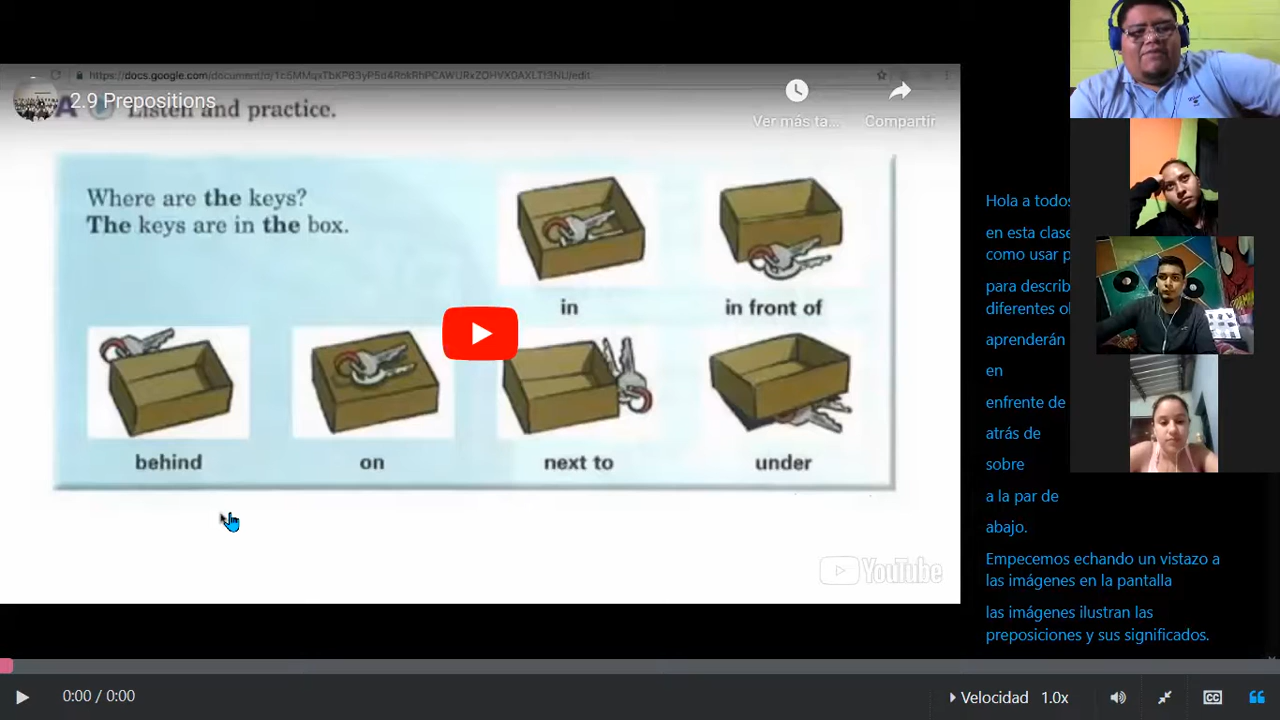 2.9 Prepositions
Ver más ta...
Compartir
Listen and practice.
Where are the keys?
The keys are in the box.
in
in front of
behind
on
next to
under
YouTube
Hola a todos
en esta clase
como usar
para describ
diferentes
aprenderán
en
enfrente de
atrás de
sobre
a la par de
abajo.
Empecemos echando un vistazo a
las imágenes en la pantalla
las imágenes ilustran las
preposiciones y sus significados.
0:00 / 0:00
Velocidad 1.0x
CC